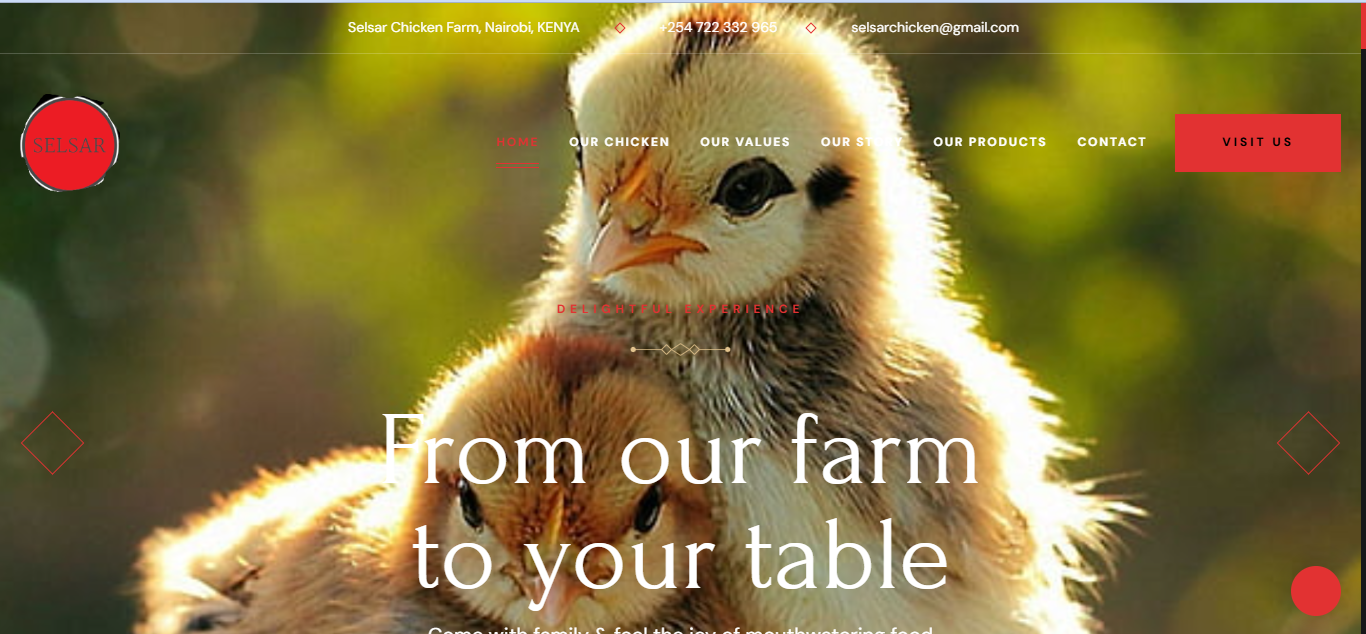 Selsar Chicken Farm, Nairobi, KENYA +254 722 332 965 selsarchicken@gmail.com
SELSAR
HOME OUR CHICKEN OUR VALUES OUR STORY OUR PRODUCTS CONTACT VISIT US
DELIGHTFUL EXPERIENCE
From our farm
to your table
Come with family & feel the joy of mouthwatering food